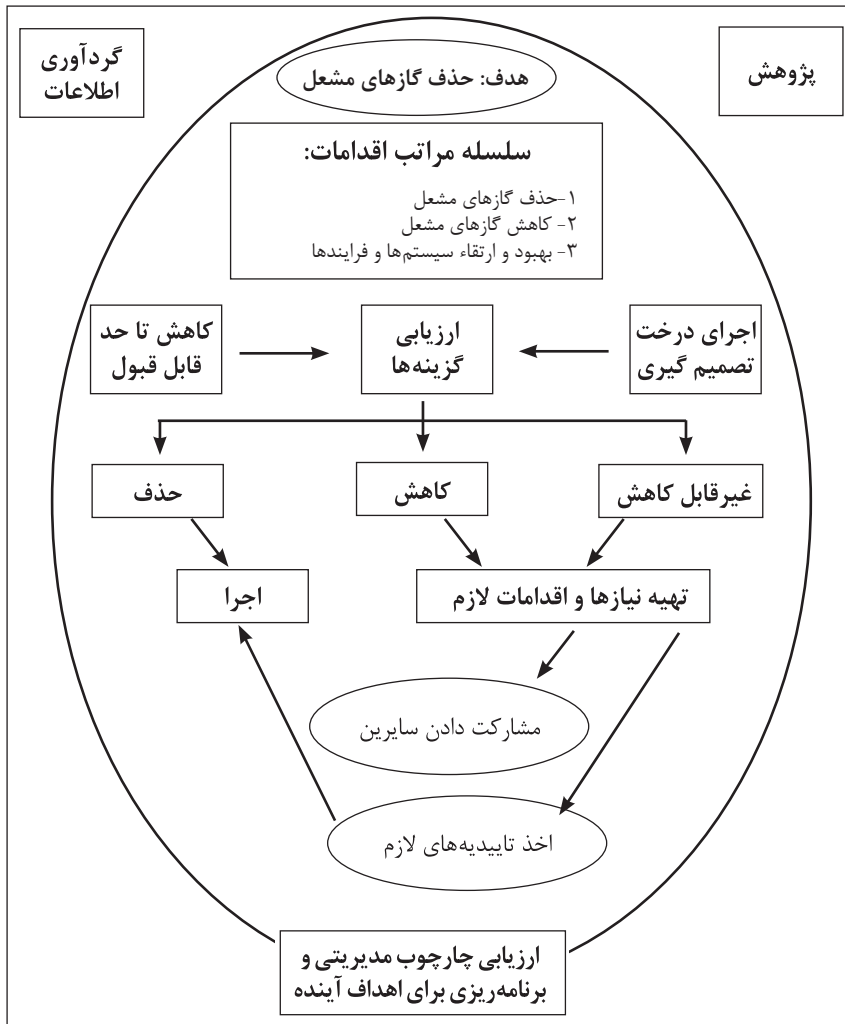 پژوهش
گردآوری
اطلاعات
هدف: حذف گازهای مشعل
سلسله مراتب اقدامات:
۱-حذف گازهای مشعل
۲- کاهش گازهای مشعل
۳- بهبود و ارتقاء سیستم‌ها و فرایندها
اجرای درخت
تصمیم گیری
ارزیابی
گزینه‌ها
کاهش تا حد
قابل قبول
غیرقابل کاهش
کاهش
حذف
تهیه نیازها و اقدامات لازم
اجرا
مشارکت دادن سایرین
اخذ تاییدیه‌های لازم
ارزیابی چارچوب مدیریتی و
برنامه‌ریزی برای اهداف آینده